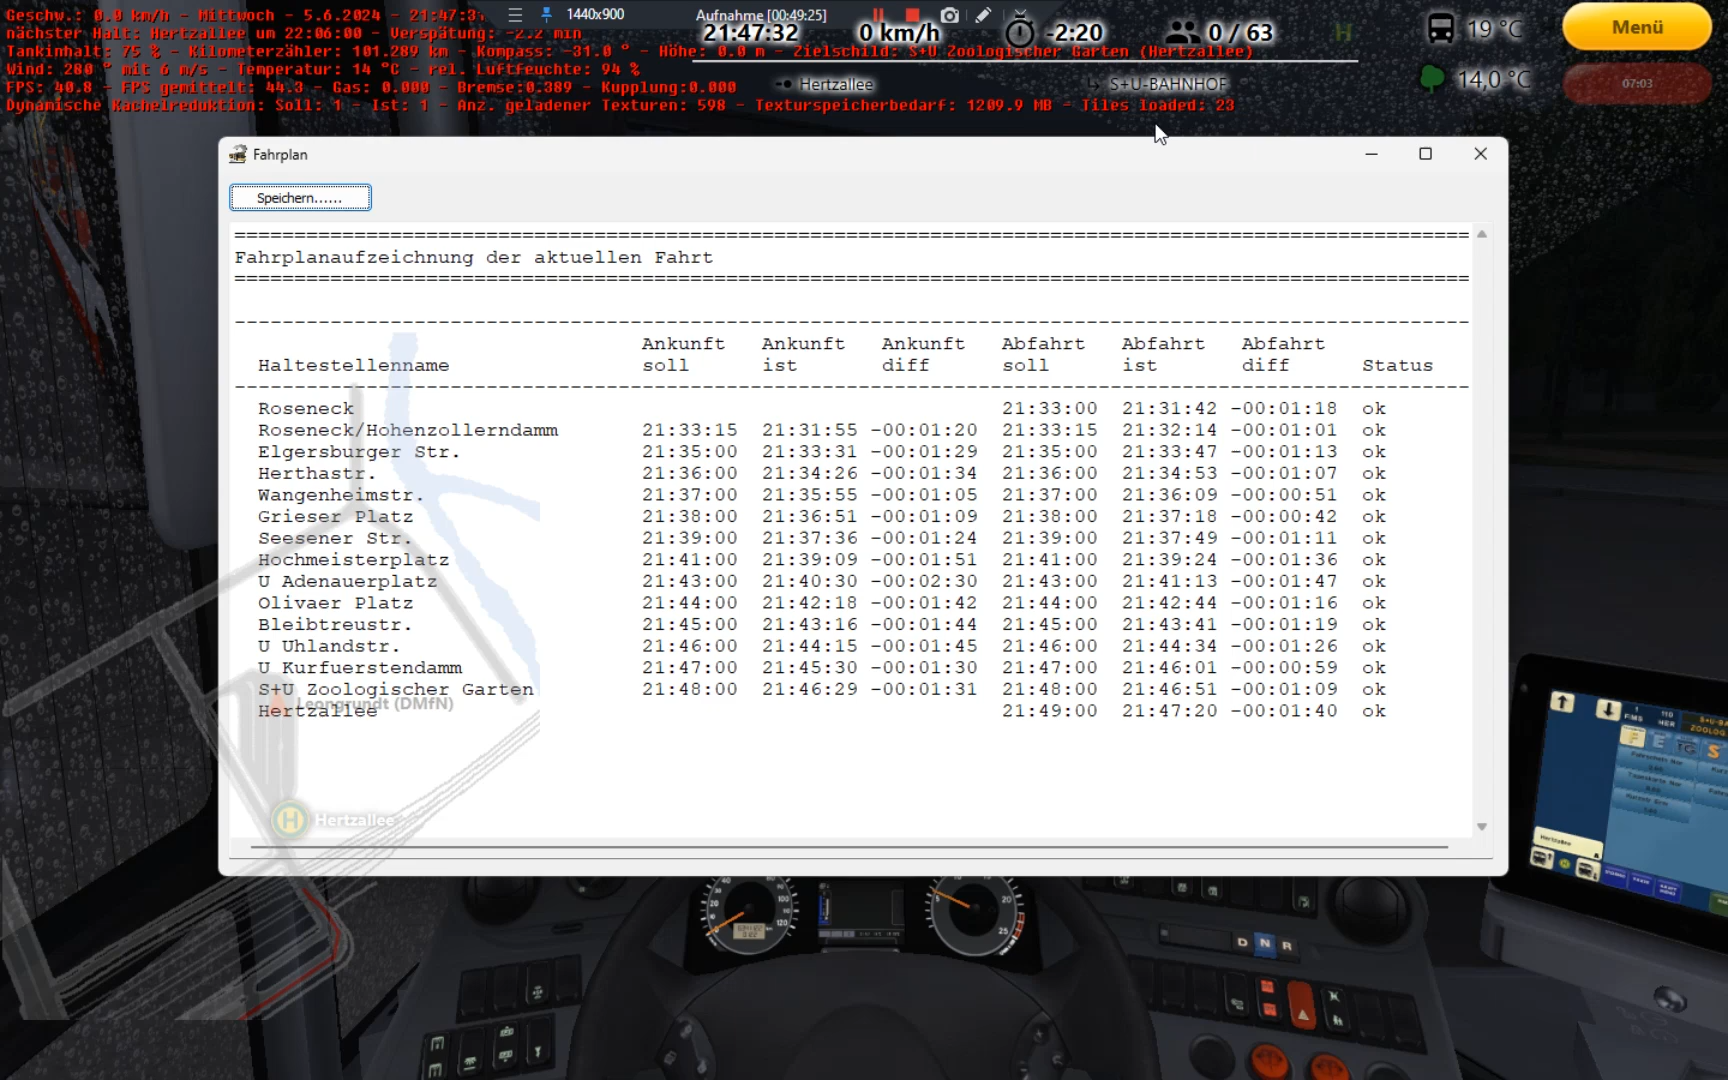 Geschw.: 0.0 km/h - Mittwoch - 5.6.2024 - 21:47:31
nächster Halt: Hertzallee um 22:06:00 - Verspätung: -2.2 min
Tankinhalt: 75 % - Kilometerzähler: 101.289 km - Kompass: -31.0 ° - Höhe: 0.0 m - Zielschild: S+U Zoologischer Garten (Hertzallee)
Wind: 280 ° mit 6 m/s - Temperatur: 14 °C - rel. Luftfeuchte: 94 %
FPS: 40.8 - FPS gemittelt: 44.3 - Gas: 0.000 - Bremse:0.389 - Kupplung:0.000
Dynamische Kachelreduktion: Soll: 1 - Ist: 1 - Anz. geladener Texturen: 598 - Texturspeicherbedarf: 1209.9 MB - Tiles loaded: 23
1440x900
Aufnahme [00:49:25]
21:47:32 0 km/h -2:20 0 / 63 H
Hertzallee S+U-BAHNHOF
19 °C
14,0°C
Menü
07:03
Fahrplan
Speichern......
Fahrplanaufzeichnung der aktuellen Fahrt
Ankunft Ankunft Ankunft Abfahrt Abfahrt Abfahrt
Haltestellenname soll ist diff soll ist diff Status
Roseneck 21:33:00 21:31:42 -00:01:18 ok
Roseneck/Hohenzollerndamm 21:33:15 21:31:55 -00:01:20 21:33:15 21:32:14 -00:01:01 ok
Elgersburger Str. 21:35:00 21:33:31 -00:01:29 21:35:00 21:33:47 -00:01:13 ok
Herthastr. 21:36:00 21:34:26 -00:01:34 21:36:00 21:34:53 -00:01:07 ok
Wangenheimstr. 21:37:00 21:35:55 -00:01:05 21:37:00 21:36:09 -00:00:51 ok
Grieser Platz 21:38:00 21:36:51 -00:01:09 21:38:00 21:37:18 -00:00:42 ok
Seesener Str. 21:39:00 21:37:36 -00:01:24 21:39:00 21:37:49 -00:01:11 ok
Hochmeisterplatz 21:41:00 21:39:09 -00:01:51 21:41:00 21:39:24 -00:01:36 ok
U Adenauerplatz 21:43:00 21:40:30 -00:02:30 21:43:00 21:41:13 -00:01:47 ok
Olivaer Platz 21:44:00 21:42:18 -00:01:42 21:44:00 21:42:44 -00:01:16 ok
Bleibtreustr. 21:45:00 21:43:16 -00:01:44 21:45:00 21:43:41 -00:01:19 ok
U Uhlandstr. 21:46:00 21:44:15 -00:01:45 21:46:00 21:44:34 -00:01:26 ok
U Kurfuerstendamm 21:47:00 21:45:30 -00:01:30 21:47:00 21:46:01 -00:00:59 ok
S+U Zoologischer Garten 21:48:00 21:46:29 -00:01:31 21:48:00 21:46:51 -00:01:09 ok
Leongrundt (DMfN)
Hertzallee 21:49:00 21:47:20 -00:01:40 ok
H Hertzallee
D N R